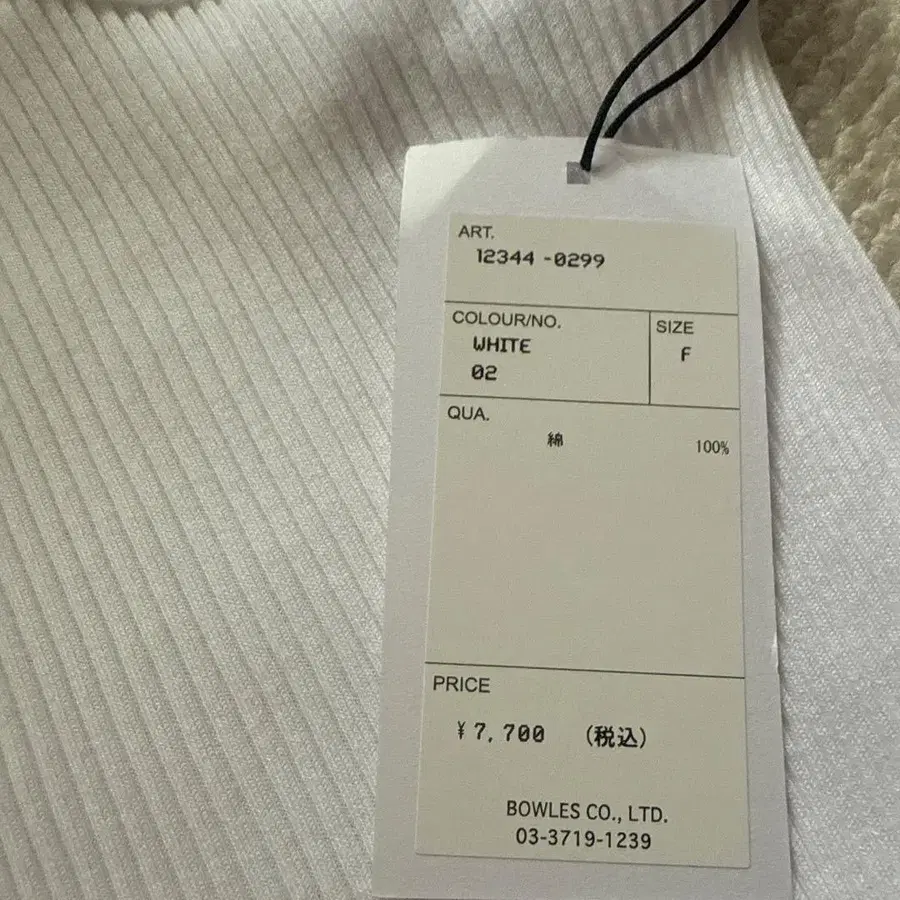 ART.
12344 -0299
COLOUR/NO.
WHITE
02
SIZE
F
QUA.
綿 100%
PRICE
¥7,700 (税込)
BOWLES CO., LTD.
03-3719-1239